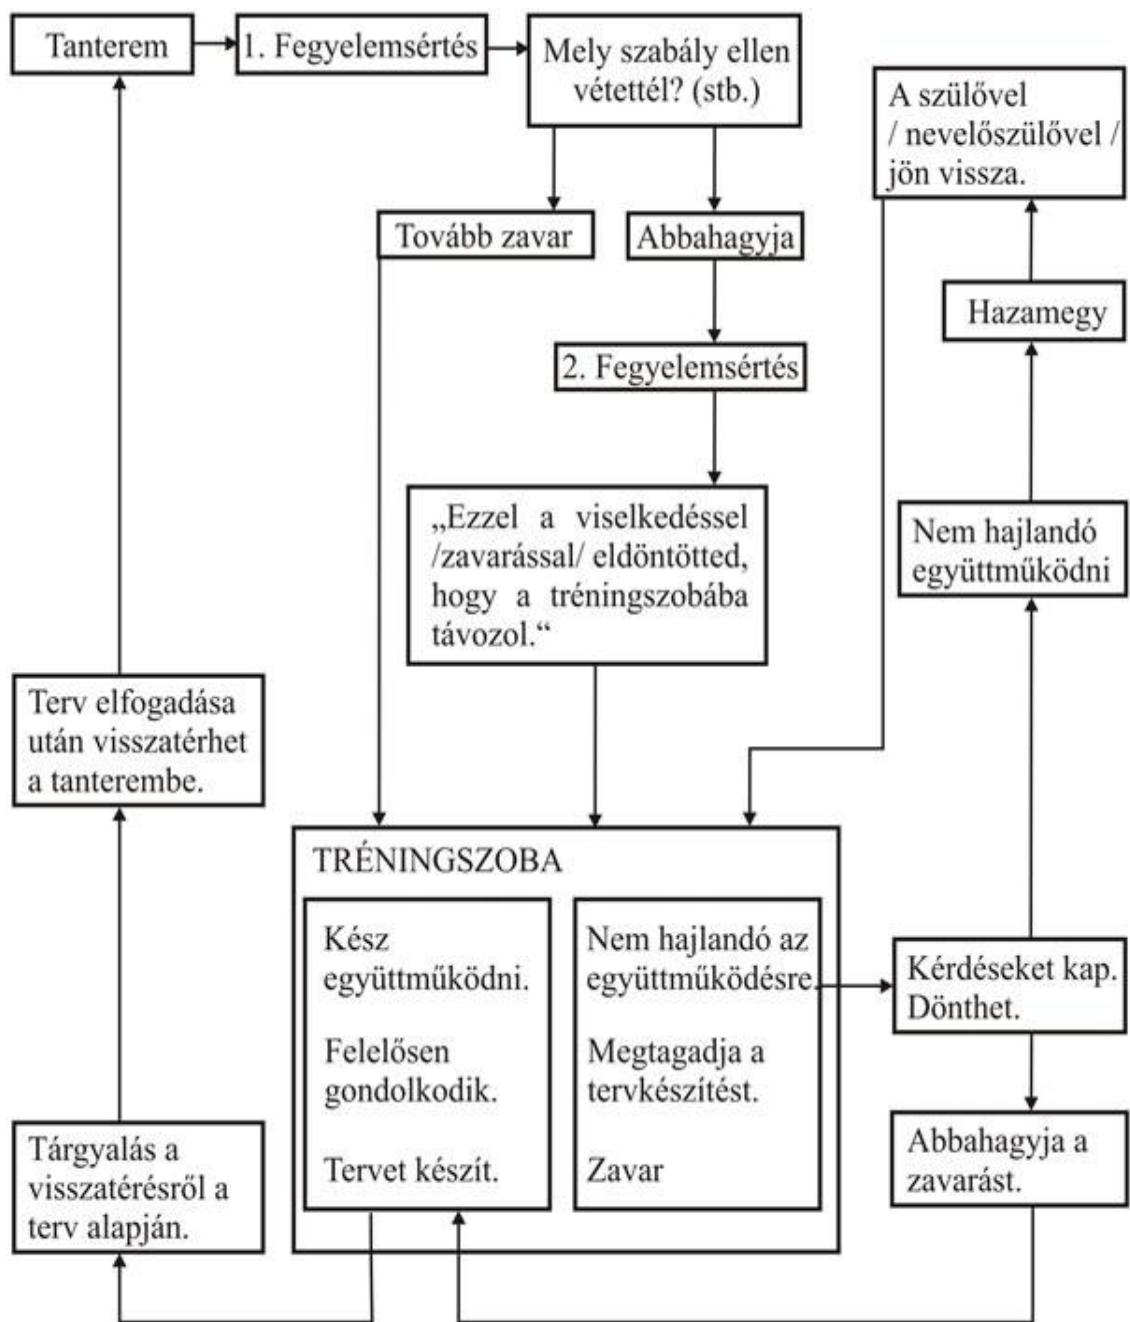 Tanterem
1. Fegyelemsértés
Mely szabály ellen
vétettél? (stb.)
A szülővel
/ nevelőszülővel /
jön vissza.
Tovább zavar
Abbahagyja
Hazamegy
2. Fegyelemsértés
„Ezzel a viselkedéssel
/zavarással/ eldöntötted,
hogy a tréningszobába
távozol.“
Nem hajlandó
együttműködni
Terv elfogadása
után visszatérhet
a tanterembe.
TRÉNINGSZOBA
Kész
együttműködni.
Felelősen
gondolkodik.
Tervet készít.
Nem hajlandó az
együttműködésre.
Megtagadja a
tervkészítést.
Zavar
Kérdéseket kap.
Dönthet.
Tárgyalás a
visszatérésről a
terv alapján.
Abbahagyja a
zavarást.